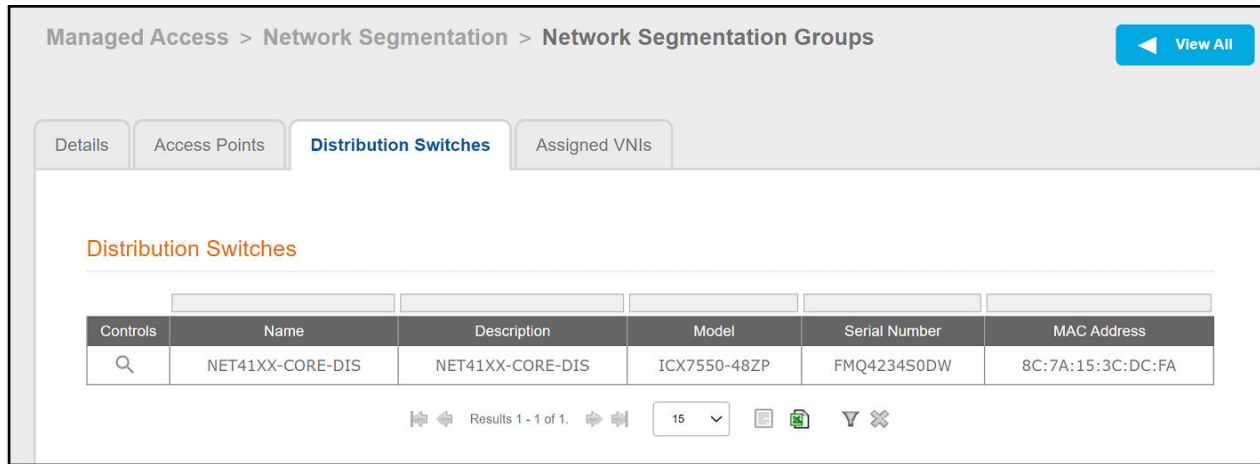 Managed Access > Network Segmentation > Network Segmentation Groups
View All
Details Access Points Distribution Switches Assigned VNIs
Distribution Switches
Controls Name Description Model Serial Number MAC Address
NET41XX-CORE-DIS NET41XX-CORE-DIS ICX7550-48ZP FMQ4234S0DW 8C:7A:15:3C:DC:FA
Results 1 - 1 of 1. 15